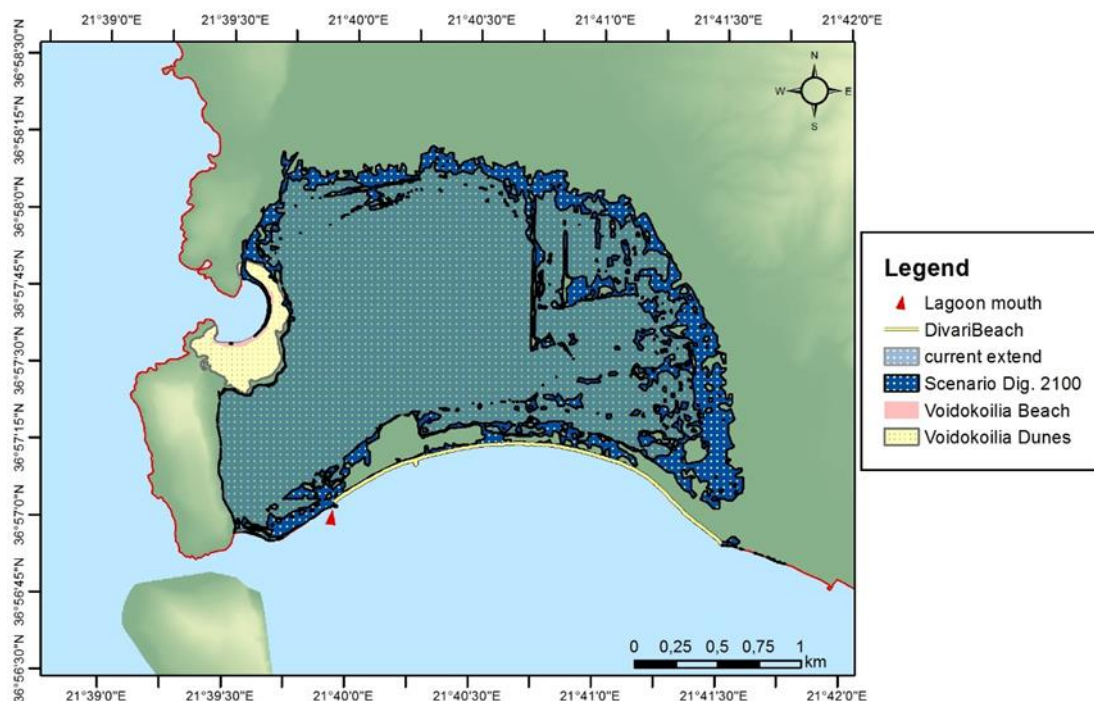 21°39'0"E 21°39'30"E 21°40'0"E 21°40'30"E 21°41'0"E 21°41'30"E 21°42'0"E
36°58'30"N
36°58'15"N
36°58'0"N
36°57'45"N
36°57'30"N
36°57'15"N
36°57'0"N
36°56'45"N
36°56'30"N
N
W E
S
Legend
Lagoon mouth
DivariBeach
current extend
Scenario Dig. 2100
Voidokoilia Beach
Voidokoilia Dunes
0 0,25 0,5 0,75 1
km
21°39'0"E 21°39'30"E 21°40'0"E 21°40'30"E 21°41'0"E 21°41'30"E 21°42'0"E